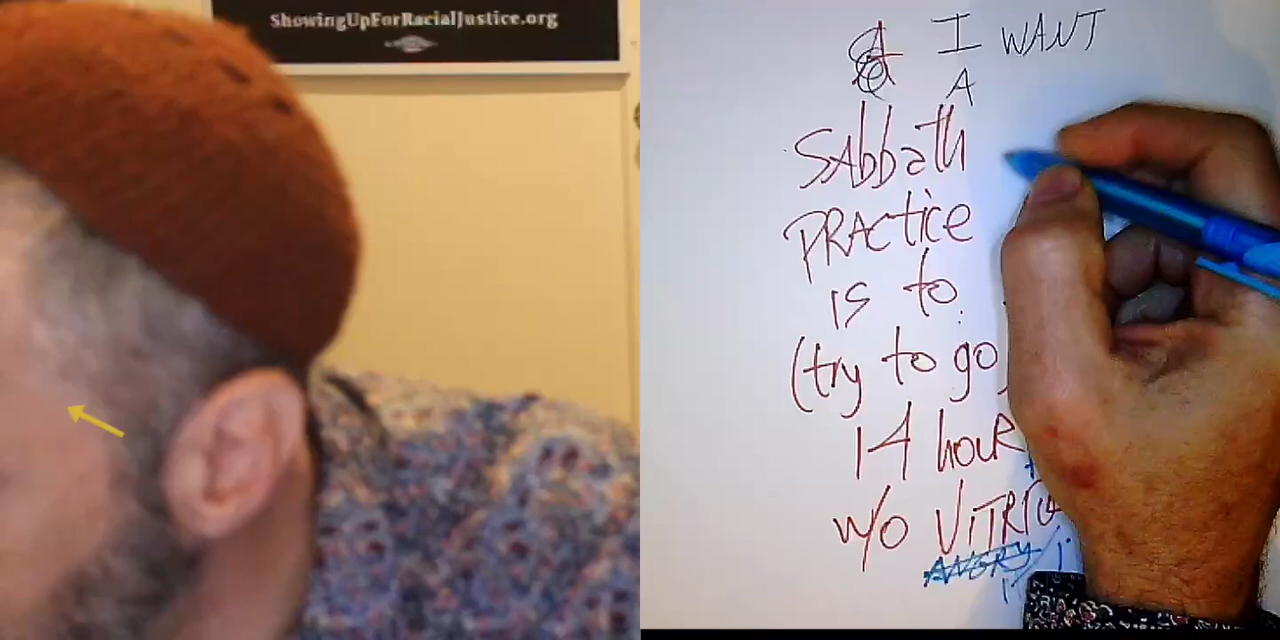 ShowingUpForRacialJustice.org
I WANT
A
SAbbath
PRACtice
is to
(try to go)
14 hour
w/o VITRIO
ANGRY